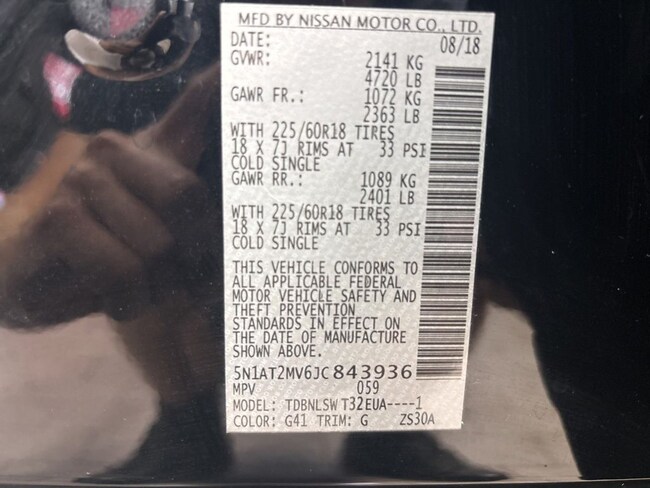 MFD BY NISSAN MOTOR CO., LTD.
DATE: 08/18
GVWR: 2141 KG
4720 LB
GAWR FR.: 1072 KG
2363 LB
WITH 225/60R18 TIRES
18 X 7J RIMS AT 33 PSI
COLD SINGLE
GAWR RR.: 1089 KG
2401 LB
WITH 225/60R18 TIRES
18 X 7J RIMS AT 33 PSI
COLD SINGLE
THIS VEHICLE CONFORMS TO
ALL APPLICABLE FEDERAL
MOTOR VEHICLE SAFETY AND
THEFT PREVENTION
STANDARDS IN EFFECT ON
THE DATE OF MANUFACTURE
SHOWN ABOVE.
5N1AT2MV6JC843936
MPV 059
MODEL: TDBNLSW T32EUA----1
COLOR: G41 TRIM: G ZS30A